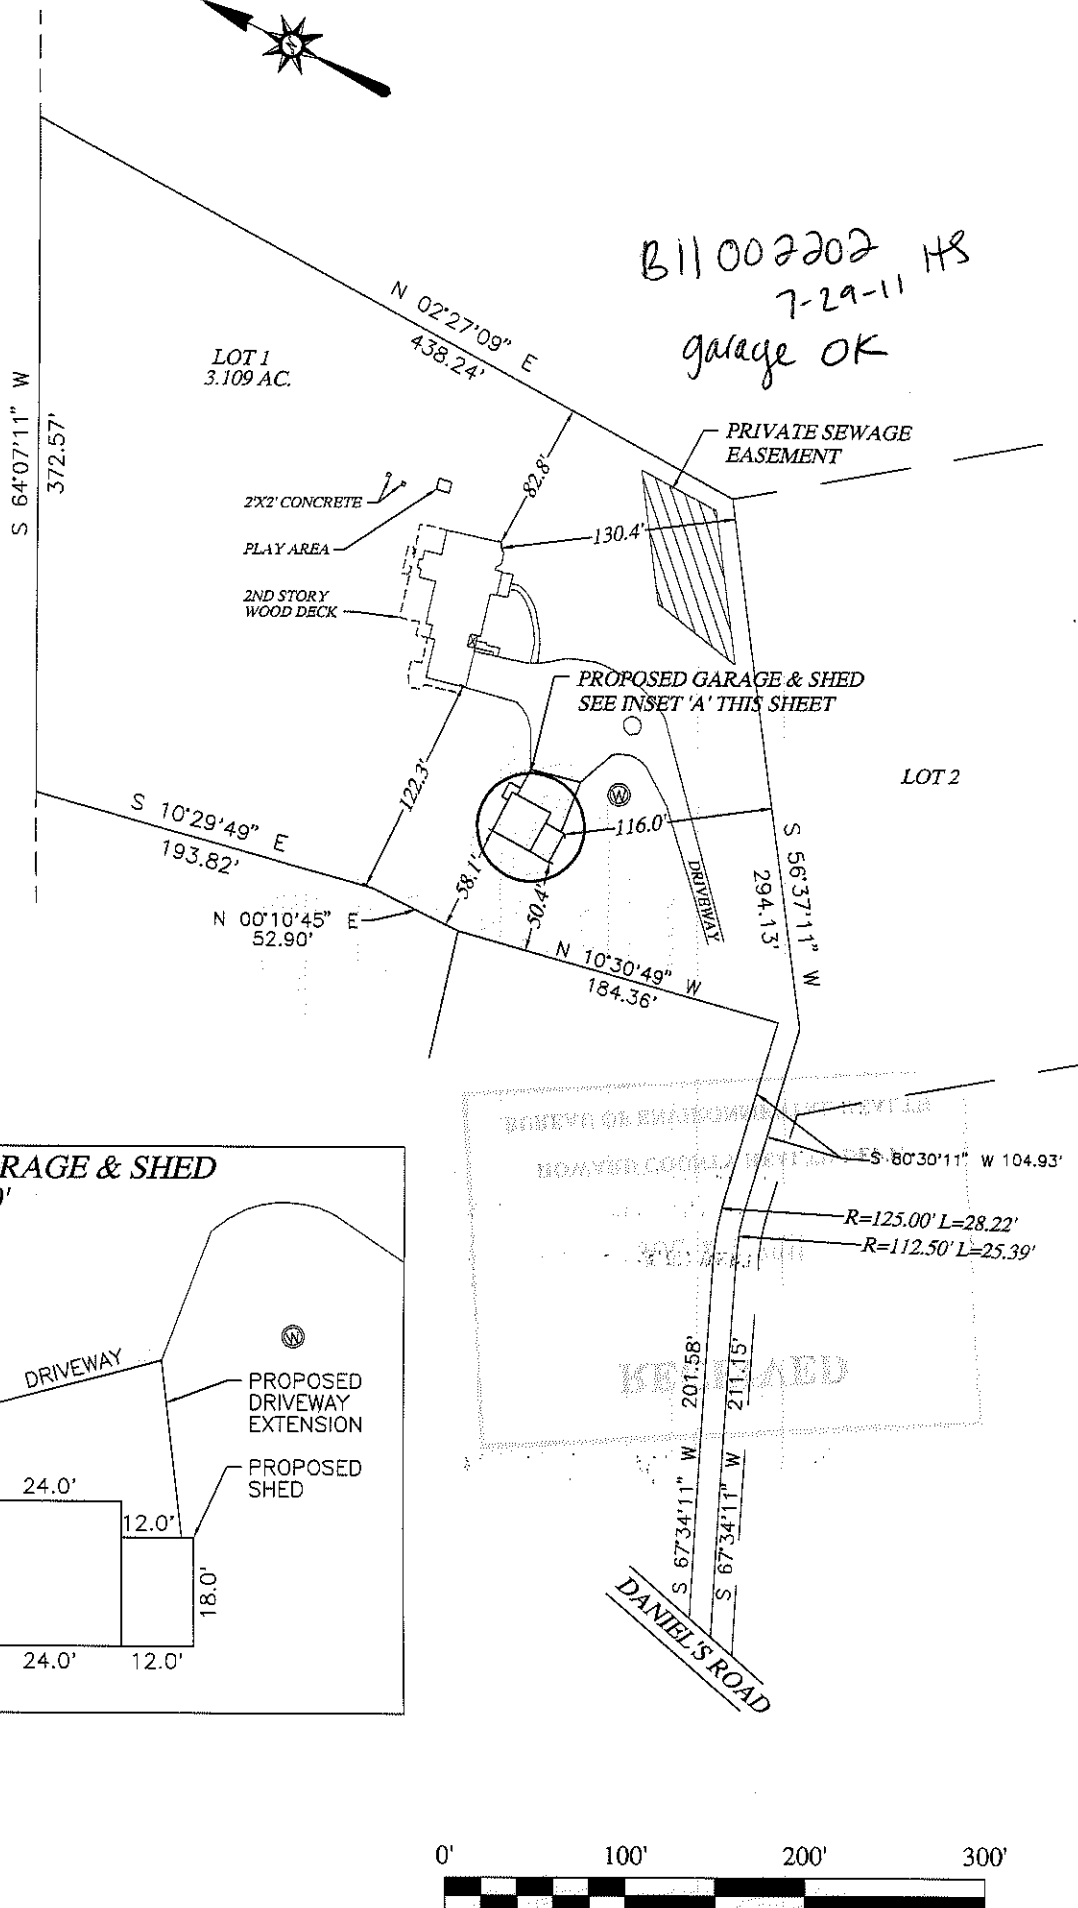 N
B11002202 HS
7-29-11
garage OK
N 02°27'09" E
438.24'
LOT 1
3.109 AC.
S 64°07'11" W
372.57'
PRIVATE SEWAGE
EASEMENT
2'X2' CONCRETE
82.8'
130.4'
PLAY AREA
2ND STORY
WOOD DECK
PROPOSED GARAGE & SHED
SEE INSET 'A' THIS SHEET
LOT 2
122.3'
W
116.0'
S 10°29'49" E
193.82'
58.1'
50.4'
DRIVEWAY
S 56°37'11" W
294.13'
N 00°10'45" E
52.90'
N 10°30'49" W
184.36'
BUREAU OF ENVIRONMENTAL HEALTH
S 80°30'11" W 104.93'
R=125.00' L=28.22'
R=112.50' L=25.39'
RECEIVED
201.58'
211.15'
S 67°34'11" W
S 67°34'11" W
DANIEL'S ROAD
RAGE & SHED
0'
W
DRIVEWAY
PROPOSED
DRIVEWAY
EXTENSION
PROPOSED
SHED
24.0'
12.0'
18.0'
24.0'
12.0'
0' 100' 200' 300'